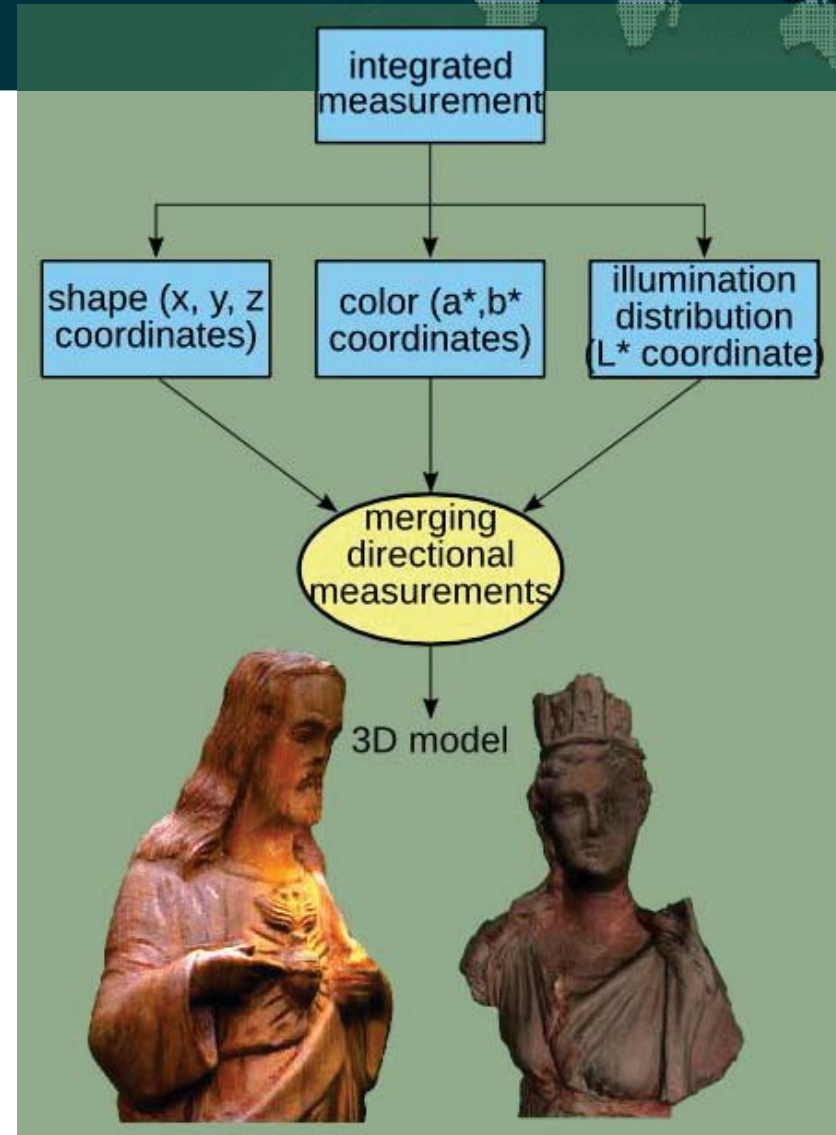 integrated
measurement
shape (x, y, z
coordinates)
color (a*,b*
coordinates)
illumination
distribution
(L* coordinate)
merging
directional
measurements
3D model